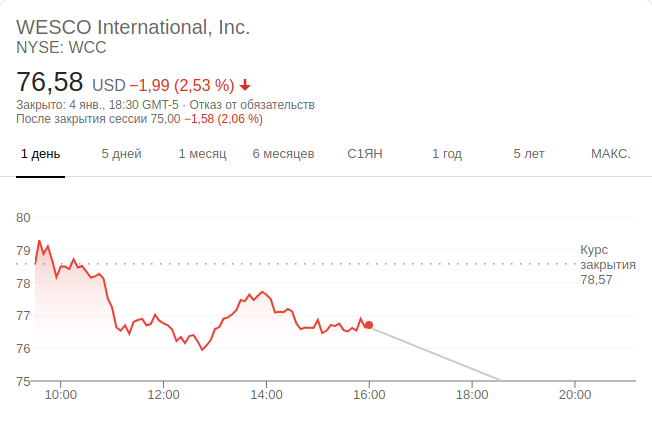 WESCO International, Inc.
NYSE: WCC
76,58 USD −1,99 (2,53 %)
Закрыто: 4 янв., 18:30 GMT-5 · Отказ от обязательств
После закрытия сессии 75,00 −1,58 (2,06 %)
1 день 5 дней 1 месяц 6 месяцев С1ЯН 1 год 5 лет МАКС.
80
79
78
77
76
75
Курс
закрытия
78,57
10:00 12:00 14:00 16:00 18:00 20:00